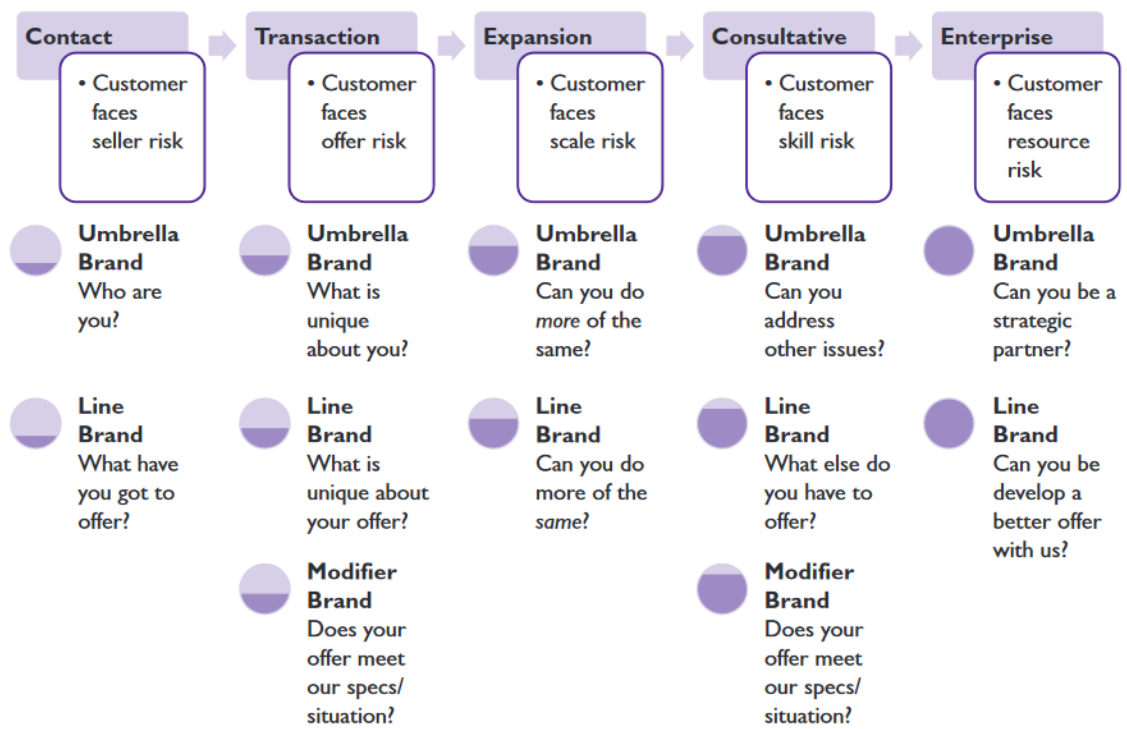 Contact
• Customer
faces
seller risk
Umbrella
Brand
Who are
you?
Line
Brand
What have
you got to
offer?
Transaction
• Customer
faces
offer risk
Umbrella
Brand
What is
unique
about you?
Line
Brand
What is
unique about
your offer?
Modifier
Brand
Does your
offer meet
our specs/
situation?
Expansion
• Customer
faces
scale risk
Umbrella
Brand
Can you do
more of the
same?
Line
Brand
Can you do
more of the
same?
Consultative
• Customer
faces
skill risk
Umbrella
Brand
Can you
address
other issues?
Line
Brand
What else do
you have to
offer?
Modifier
Brand
Does your
offer meet
our specs/
situation?
Enterprise
• Customer
faces
resource
risk
Umbrella
Brand
Can you be a
strategic
partner?
Line
Brand
Can you be
develop a
better offer
with us?